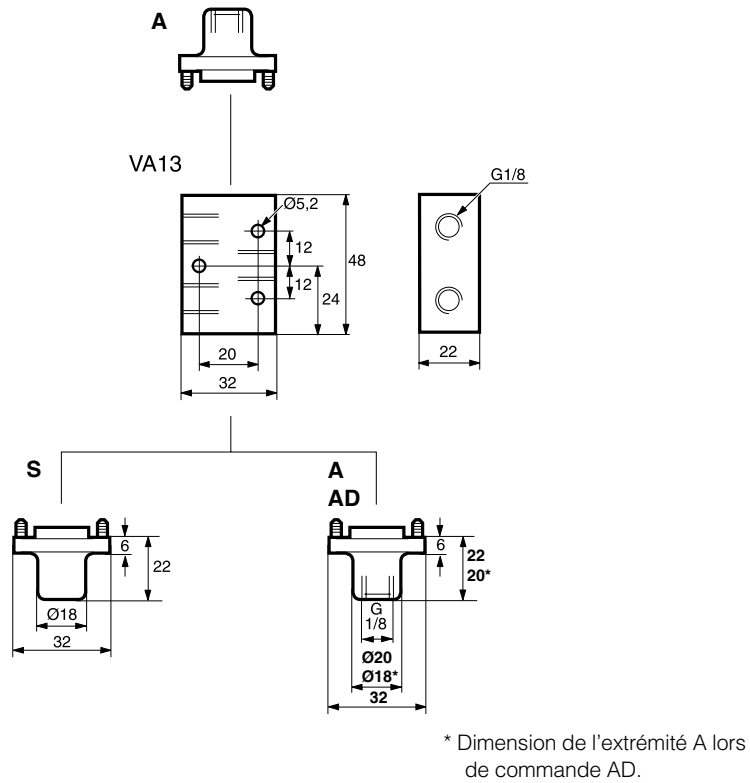 A
VA13
Ø5,2
G1/8
12
48
12
24
20
32
22
S
A
AD
6
22
Ø18
32
6
22
20*
G
1/8
Ø20
Ø18*
32
* Dimension de l'extrémité A lors
de commande AD.